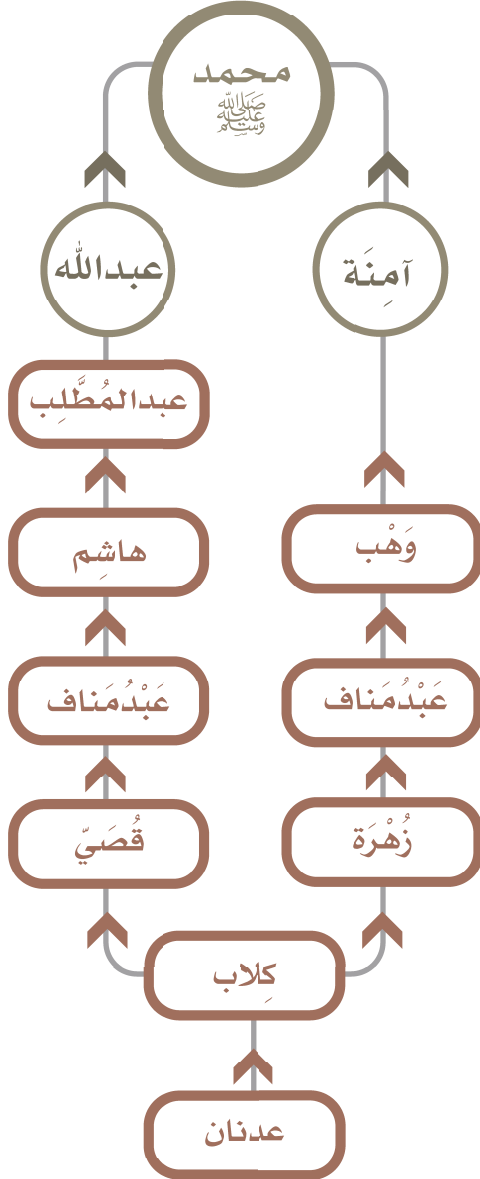 محمد
ﷺ
آمِنَة
عبدالله
عبدالمُطَّلِب
وَهْب
هاشِم
عَبْدُمَناف
عَبْدُمَناف
زُهْرَة
قُصَيّ
كِلاب
عدنان